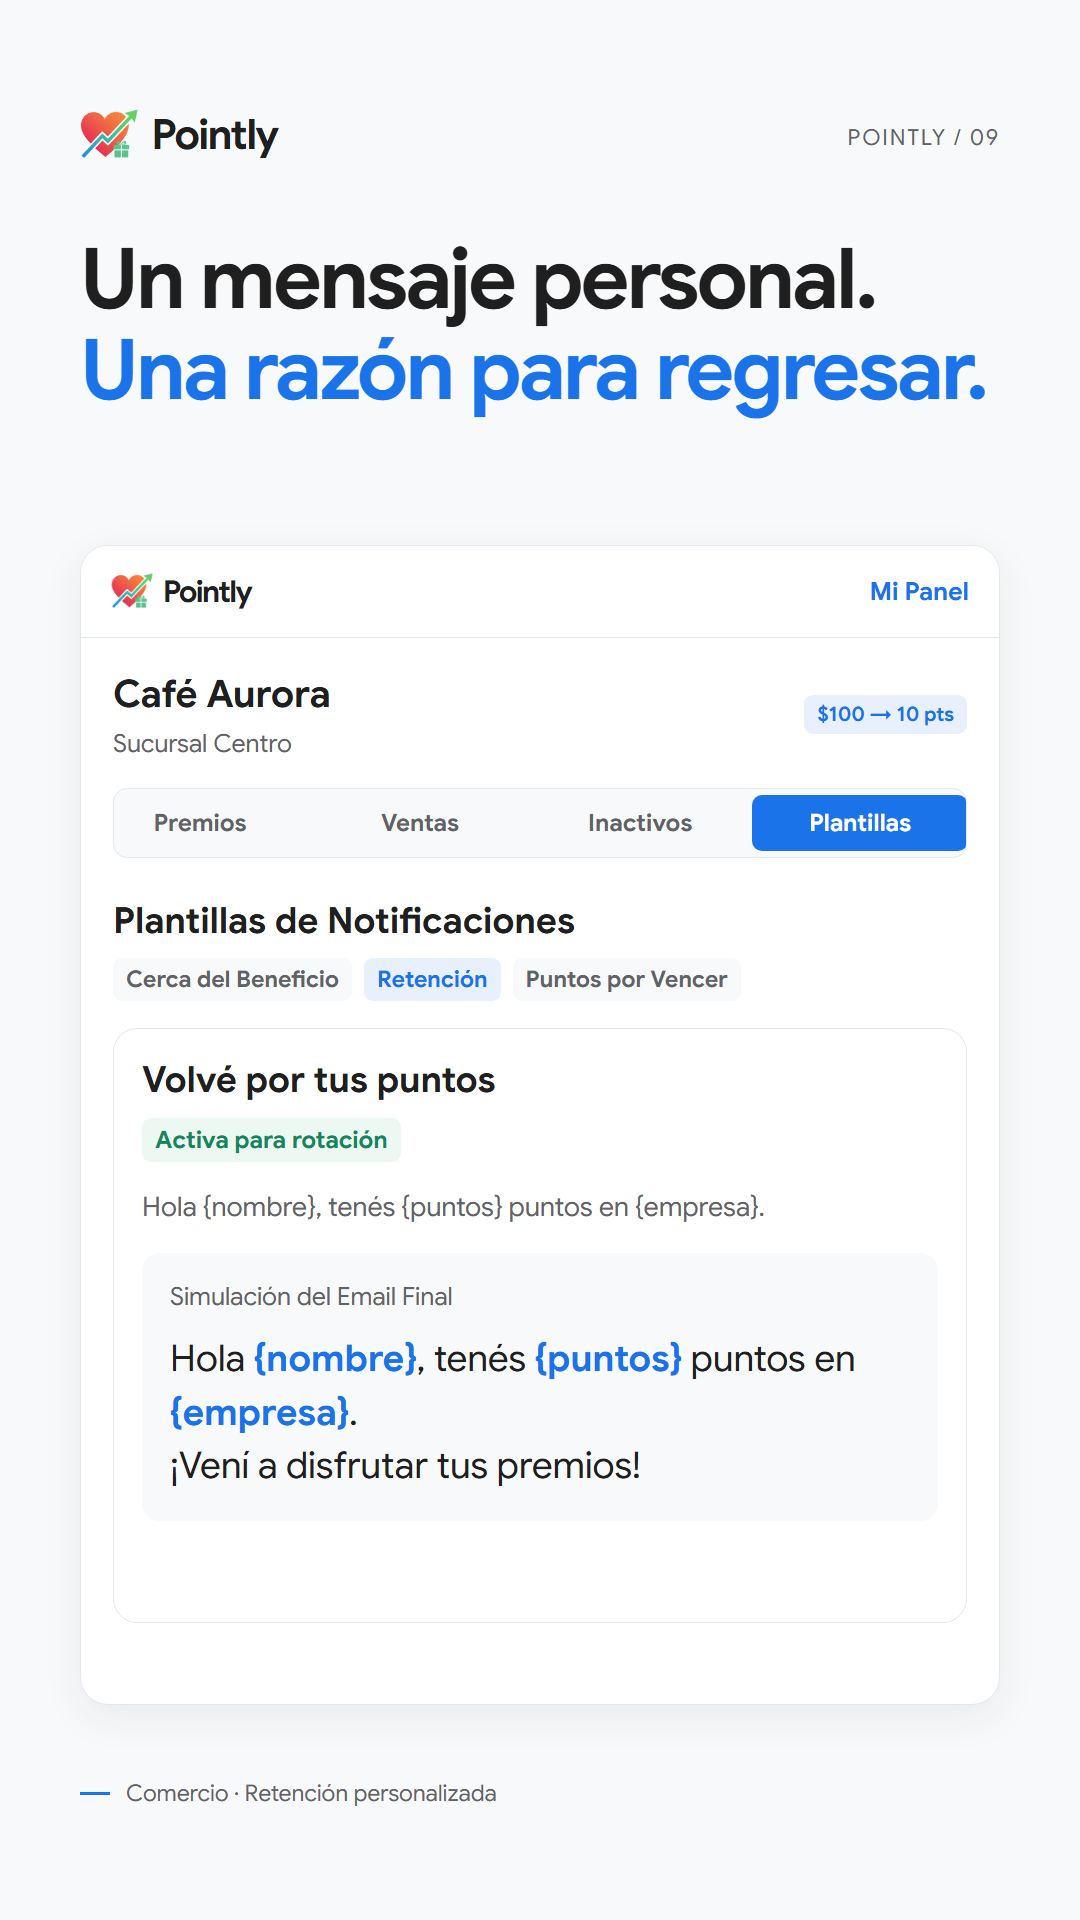 Pointly
POINTLY / 09
Un mensaje personal.
Una razón para regresar.
Pointly
Mi Panel
Café Aurora
Sucursal Centro
$100 → 10 pts
Premios
Ventas
Inactivos
Plantillas
Plantillas de Notificaciones
Cerca del Beneficio
Retención
Puntos por Vencer
Volvé por tus puntos
Activa para rotación
Hola {nombre}, tenés {puntos} puntos en {empresa}.
Simulación del Email Final
Hola {nombre}, tenés {puntos} puntos en
{empresa}.
¡Vení a disfrutar tus premios!
Comercio · Retención personalizada